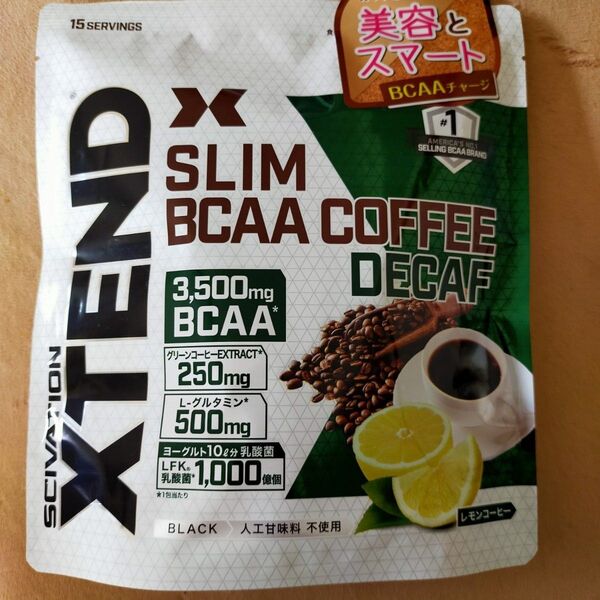 15 SERVINGS
美容と
スマート
BCAAチャージ
#1
AMERICA'S NO.1
SELLING BCAA BRAND
SCIVATION
XTEND
SLIM
BCAA COFFEE
DECAF
3,500mg
BCAA*
グリーンコーヒーEXTRACT*
250mg
L-グルタミン*
500mg
ヨーグルト10ℓ分 乳酸菌
LFK®
乳酸菌*1,000億個
*1包当たり
BLACK 人工甘味料 不使用
レモンコーヒー